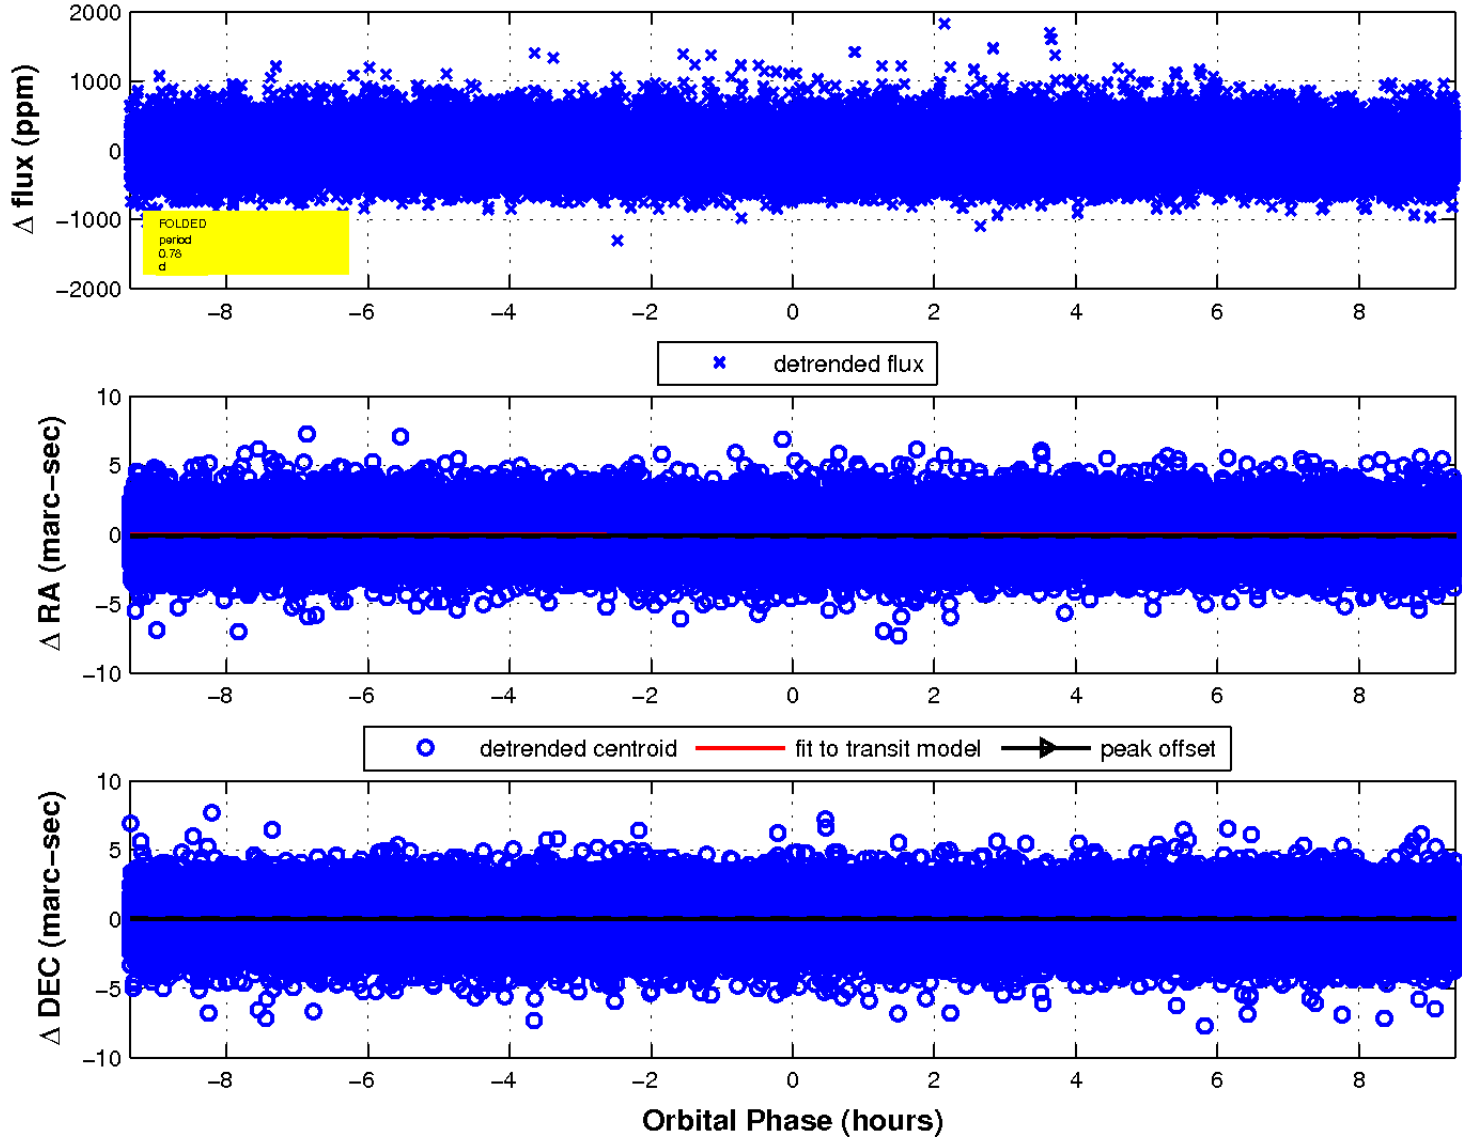 2000
1000
0
−1000
−2000
Δ flux (ppm)
FOLDED
period
0.78
d
−8 −6 −4 −2 0 2 4 6 8
detrended flux
10
5
0
−5
−10
Δ RA (marc−sec)
−8 −6 −4 −2 0 2 4 6 8
detrended centroid fit to transit model peak offset
10
5
0
−5
−10
Δ DEC (marc−sec)
−8 −6 −4 −2 0 2 4 6 8
Orbital Phase (hours)